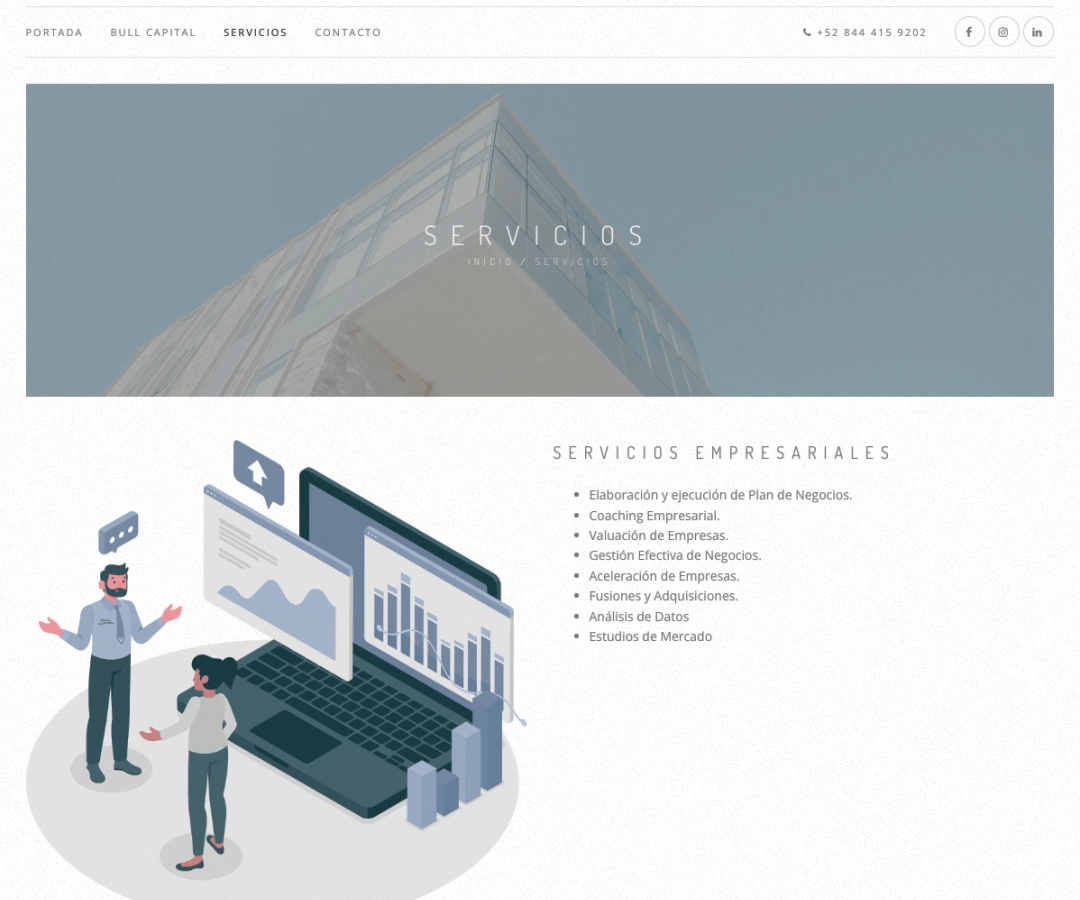 PORTADA BULL CAPITAL SERVICIOS CONTACTO +52 844 415 9202
SERVICIOS
INICIO / SERVICIOS
SERVICIOS EMPRESARIALES
Elaboración y ejecución de Plan de Negocios.
Coaching Empresarial.
Valuación de Empresas.
Gestión Efectiva de Negocios.
Aceleración de Empresas.
Fusiones y Adquisiciones.
Análisis de Datos
Estudios de Mercado